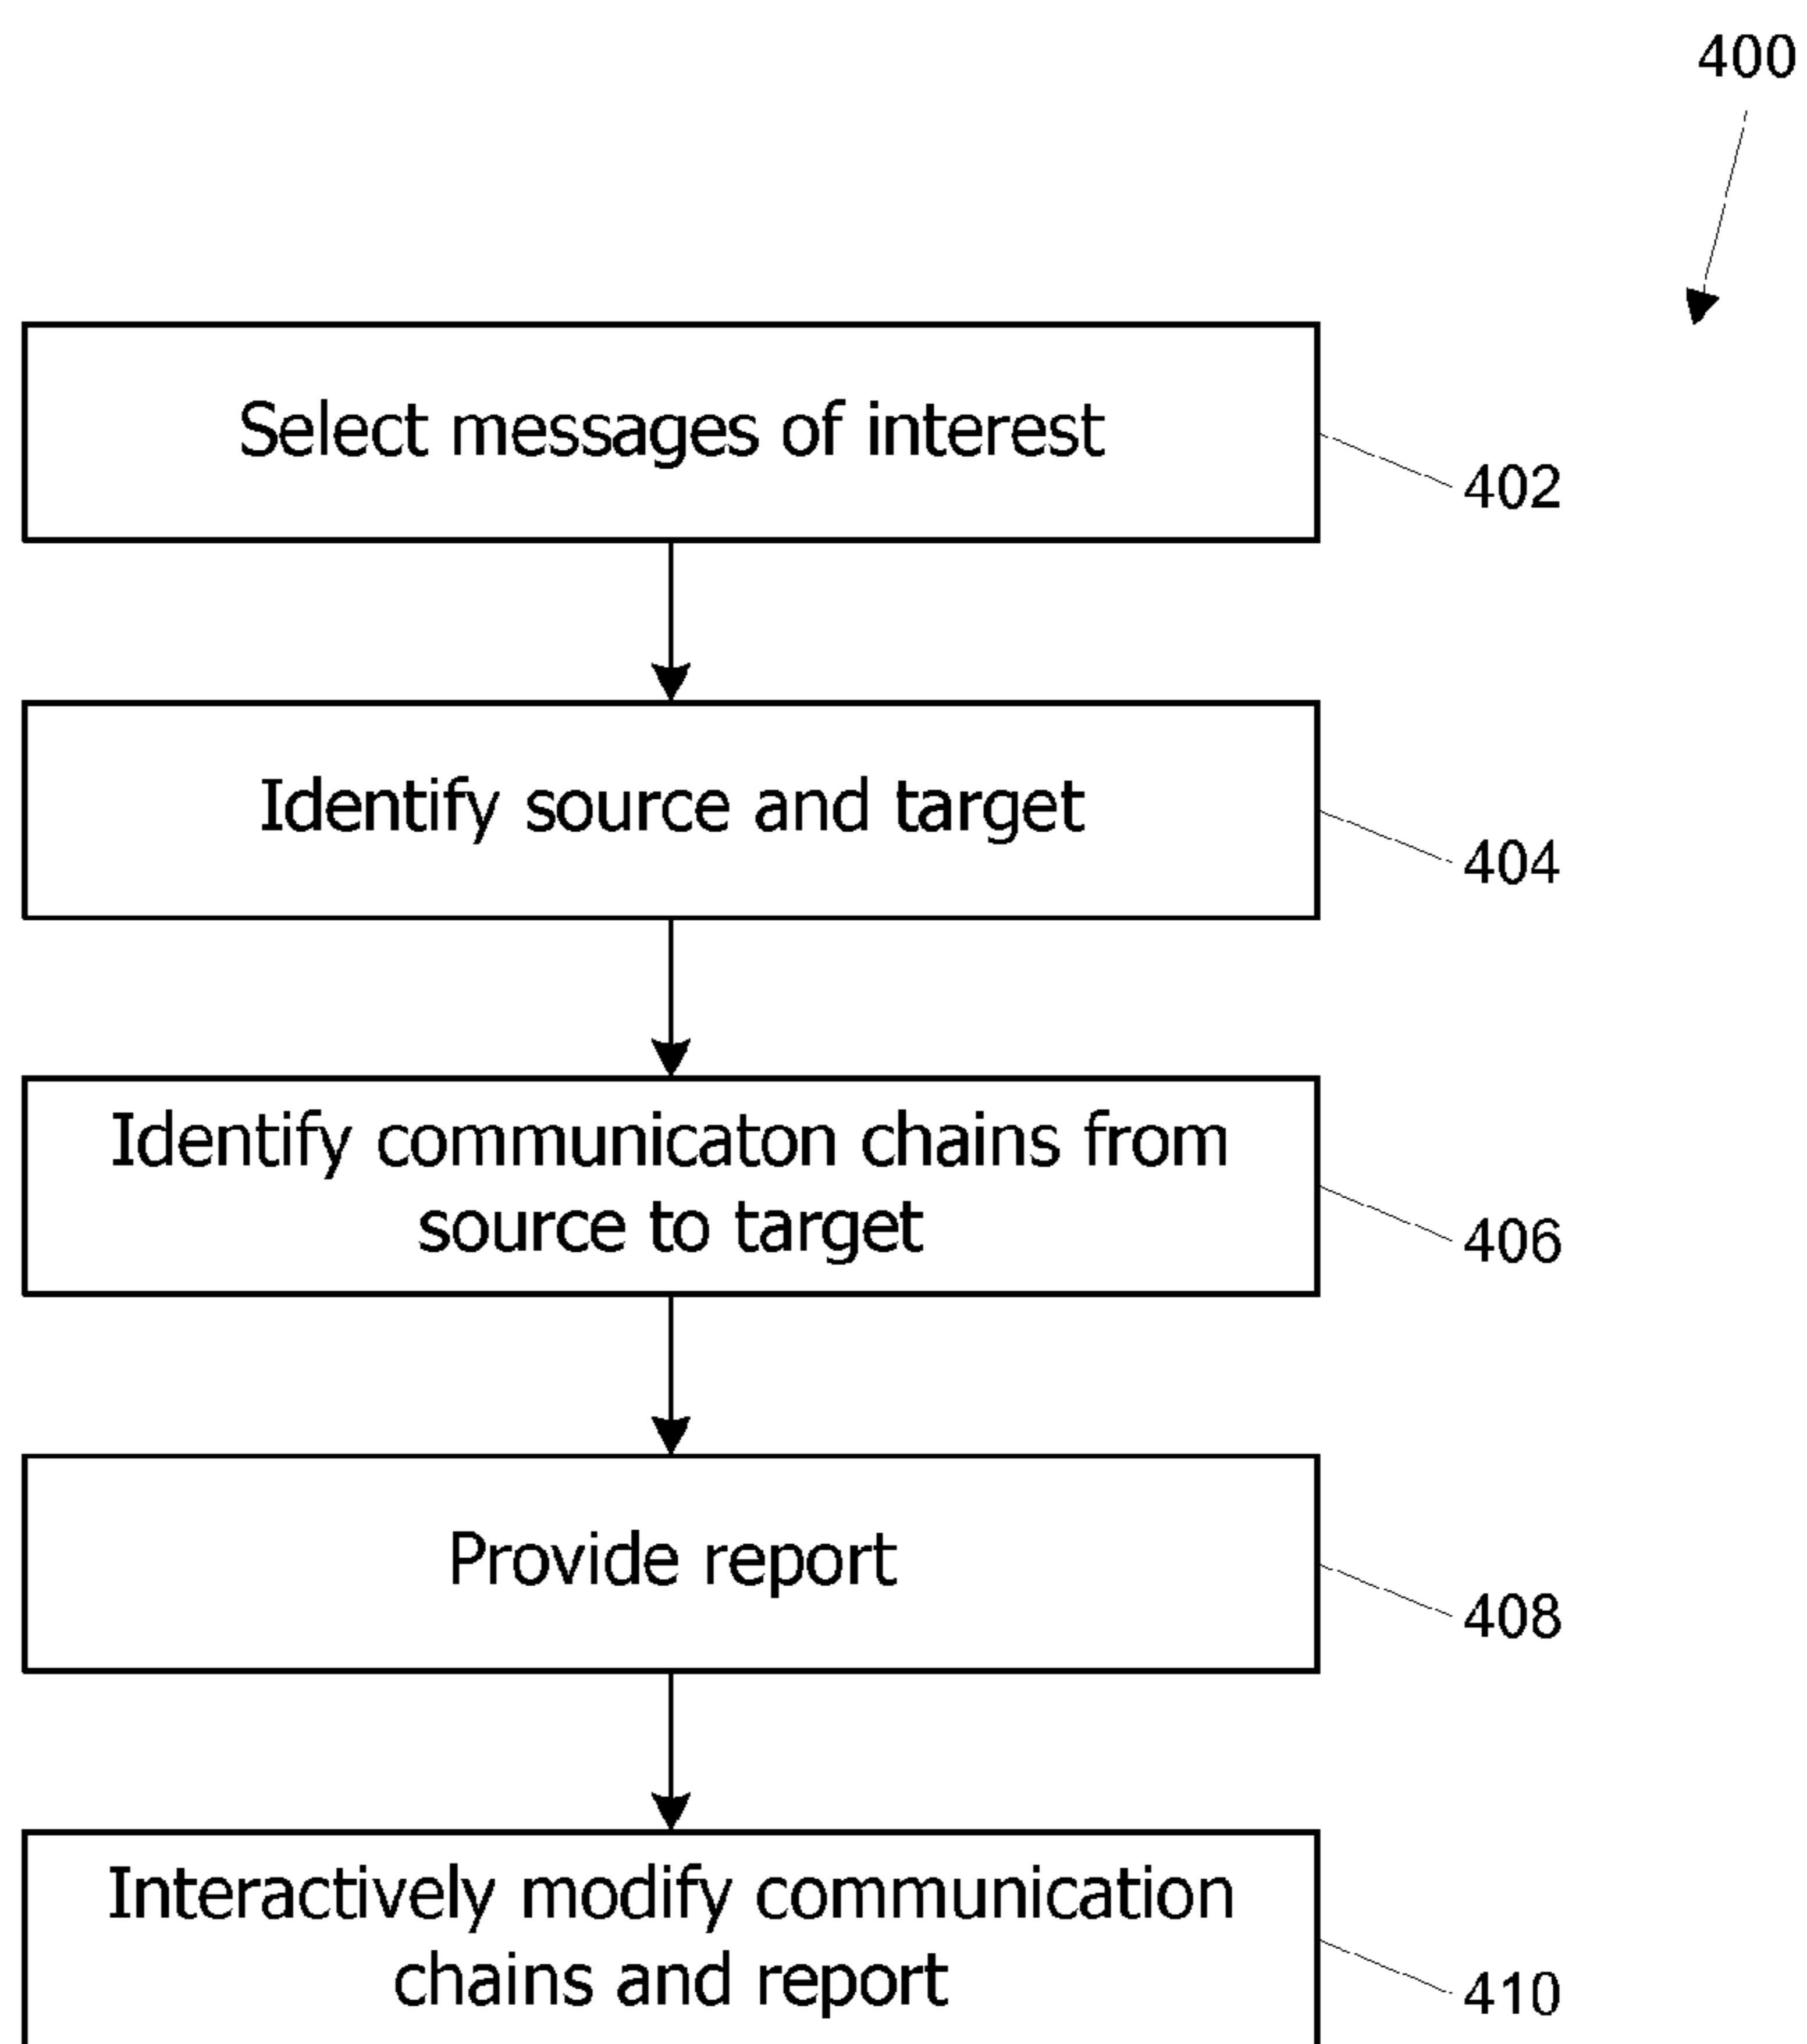 400
Select messages of interest
402
Identify source and target
404
Identify communicaton chains from
source to target
406
Provide report
408
Interactively modify communication
chains and report
410